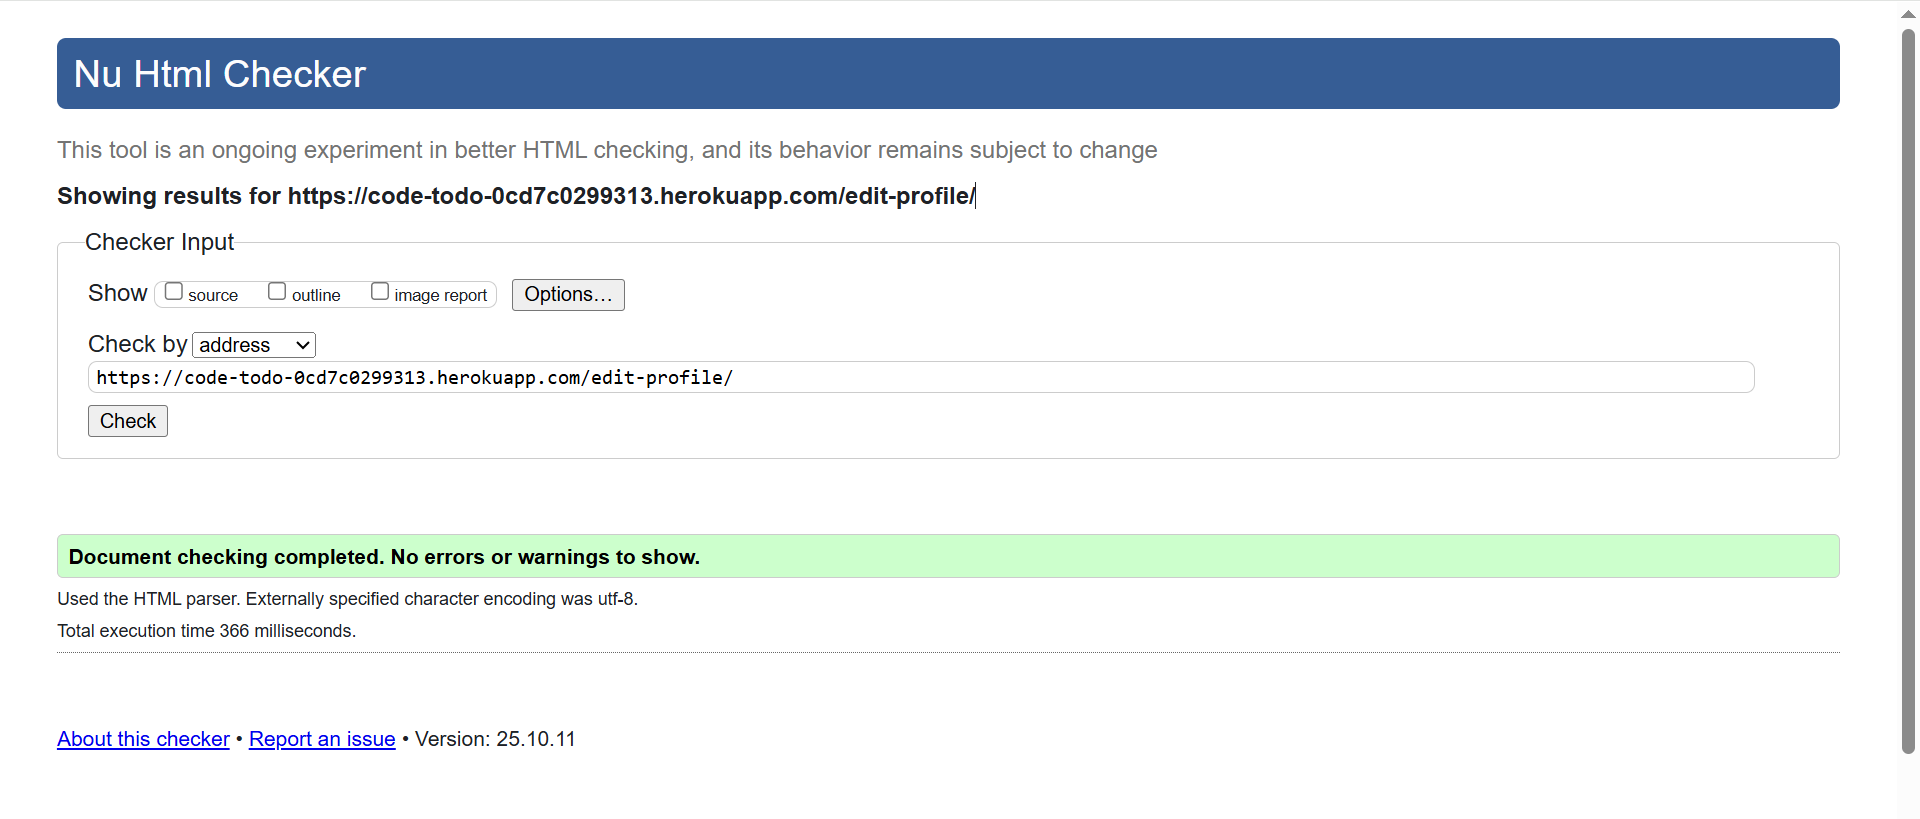 Nu Html Checker
This tool is an ongoing experiment in better HTML checking, and its behavior remains subject to change
Showing results for https://code-todo-0cd7c0299313.herokuapp.com/edit-profile/
Checker Input
Show source outline image report Options…
Check by address
https://code-todo-0cd7c0299313.herokuapp.com/edit-profile/
Check
Document checking completed. No errors or warnings to show.
Used the HTML parser. Externally specified character encoding was utf-8.
Total execution time 366 milliseconds.
About this checker • Report an issue • Version: 25.10.11